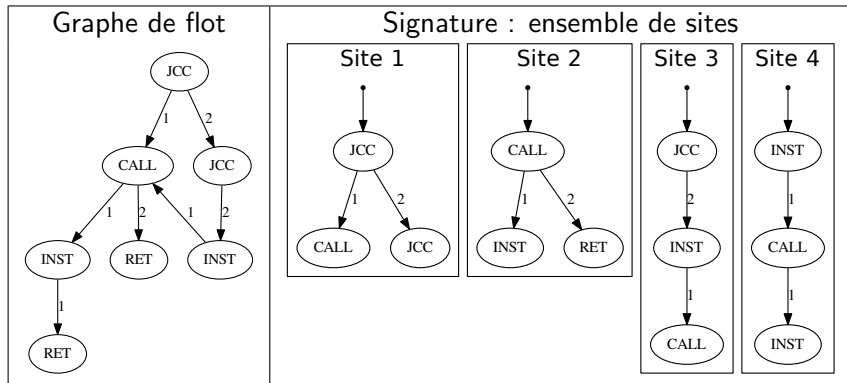 Graphe de flot
Signature : ensemble de sites
JCC
1
2
CALL
JCC
1
2
1
2
INST
RET
INST
1
RET
Site 1
JCC
1
2
CALL
JCC
Site 2
CALL
1
2
INST
RET
Site 3
JCC
2
INST
1
CALL
Site 4
INST
1
CALL
1
INST